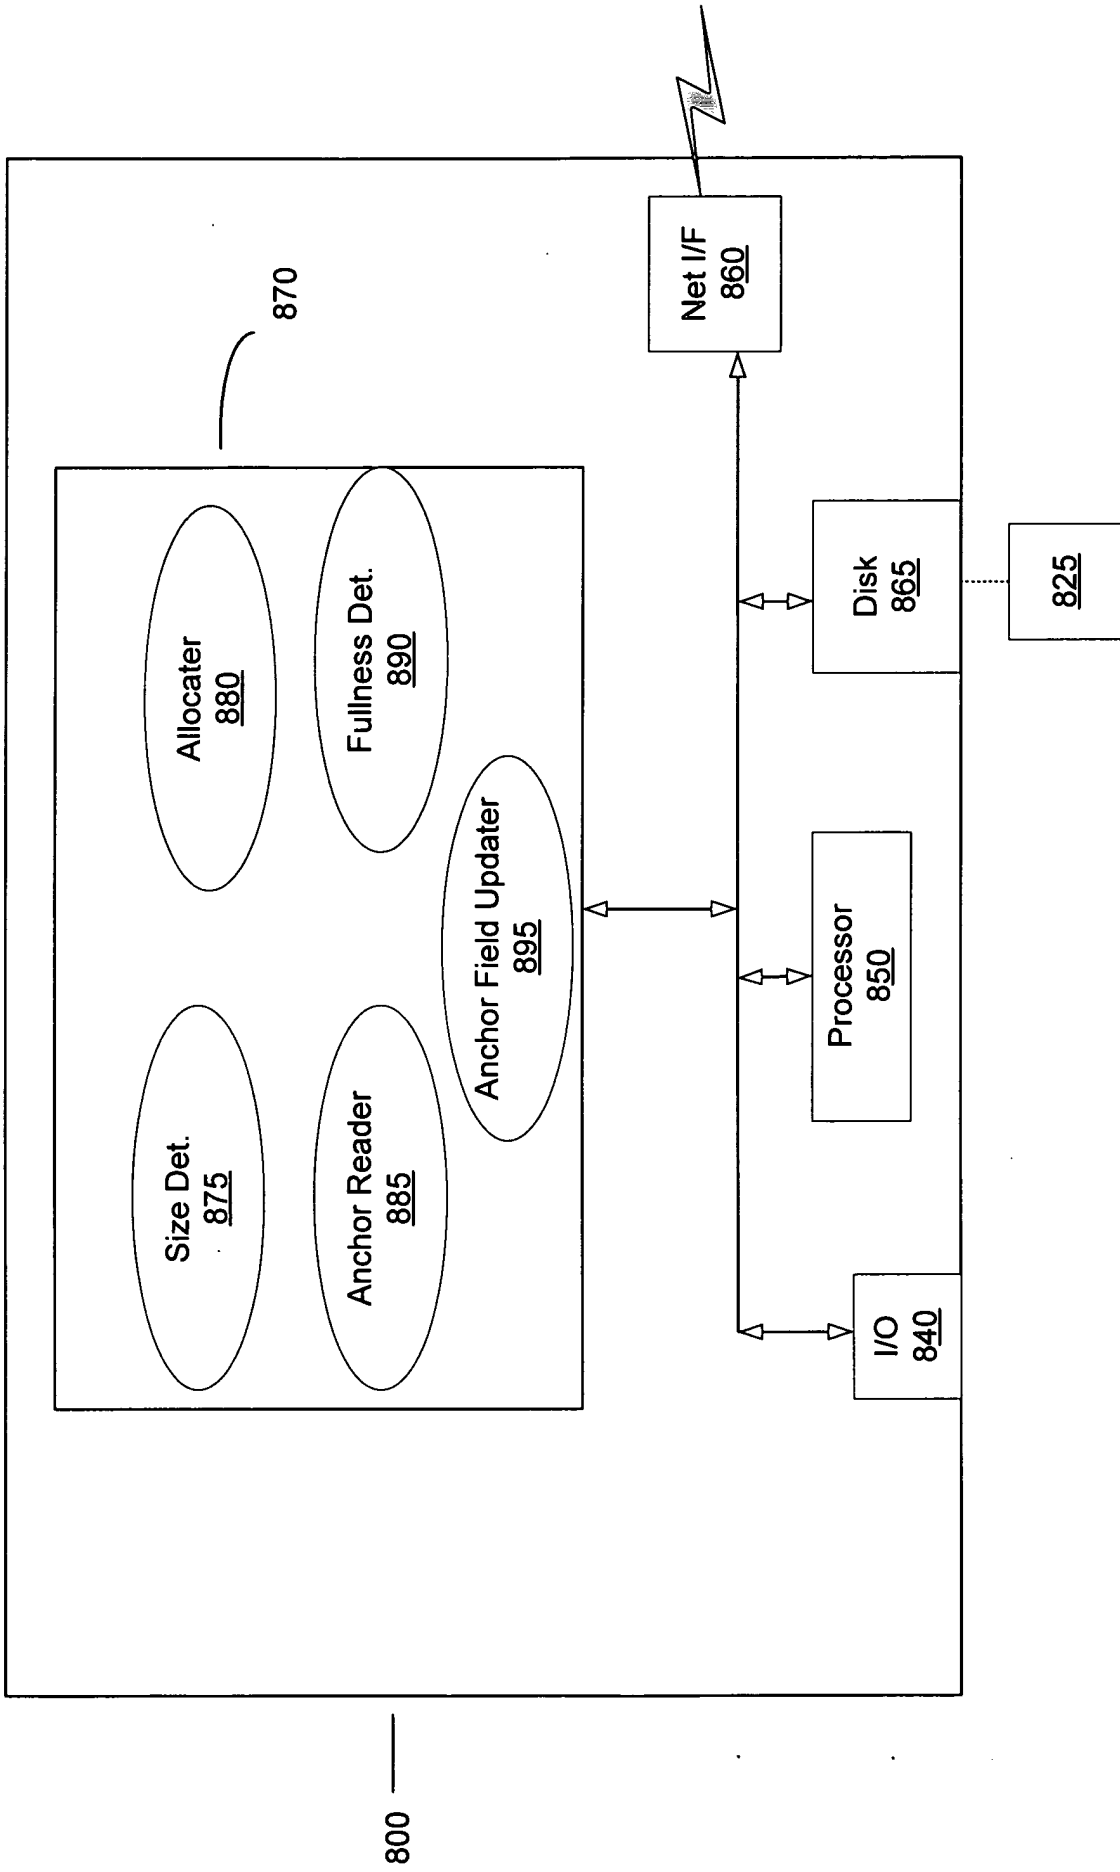 800
870
Size Det.
875
Allocater
880
Anchor Reader
885
Fullness Det.
890
Anchor Field Updater
895
Net I/F
860
I/O
840
Processor
850
Disk
865
825